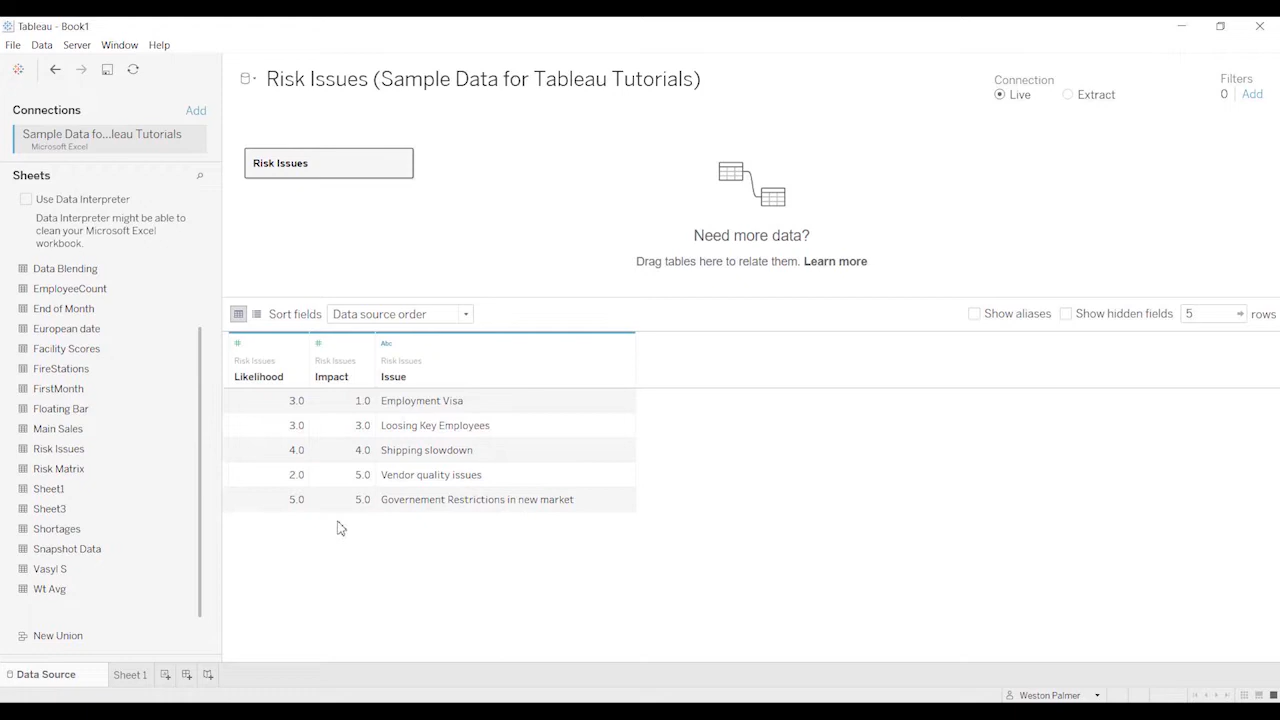 Tableau - Book1
File Data Server Window Help
Connections Add
Sample Data fo...leau Tutorials
Microsoft Excel
Sheets
Use Data Interpreter
Data Interpreter might be able to
clean your Microsoft Excel
workbook.
Data Blending
EmployeeCount
End of Month
European date
Facility Scores
FireStations
FirstMonth
Floating Bar
Main Sales
Risk Issues
Risk Matrix
Sheet1
Sheet3
Shortages
Snapshot Data
Vasyl S
Wt Avg
New Union
Risk Issues (Sample Data for Tableau Tutorials)
Connection
Live Extract
Filters
0 Add
Risk Issues
Need more data?
Drag tables here to relate them. Learn more
Sort fields Data source order Show aliases Show hidden fields 5 rows
# # Abc
Risk Issues Risk Issues Risk Issues
Likelihood Impact Issue
3.0 1.0 Employment Visa
3.0 3.0 Loosing Key Employees
4.0 4.0 Shipping slowdown
2.0 5.0 Vendor quality issues
5.0 5.0 Governement Restrictions in new market
Data Source Sheet 1
Weston Palmer